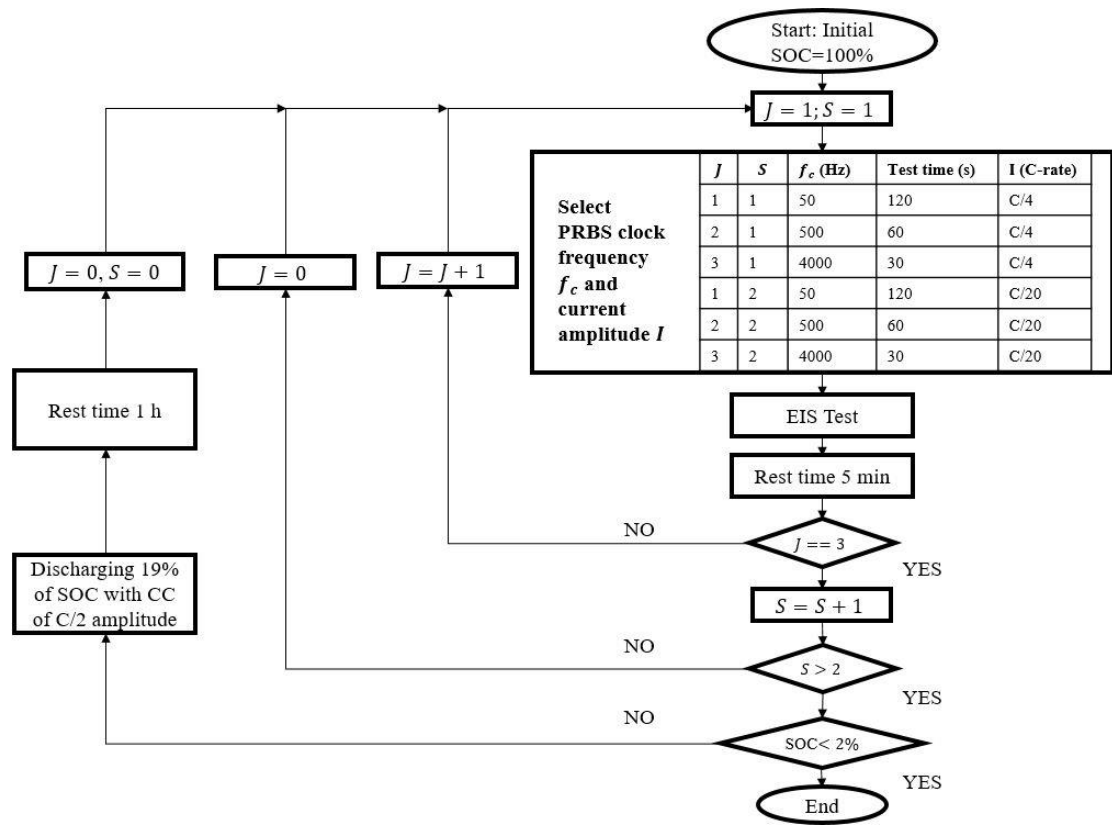 Start: Initial
SOC=100%
J = 1; S = 1
Select
PRBS clock
frequency
f_c and
current
amplitude I
J S f_c (Hz) Test time (s) I (C-rate)
1 1 50 120 C/4
2 1 500 60 C/4
3 1 4000 30 C/4
1 2 50 120 C/20
2 2 500 60 C/20
3 2 4000 30 C/20
J = 0, S = 0
J = 0
J = J + 1
Rest time 1 h
EIS Test
Rest time 5 min
NO
J == 3
YES
Discharging 19%
of SOC with CC
of C/2 amplitude
S = S + 1
NO
S > 2
YES
NO
SOC< 2%
YES
End